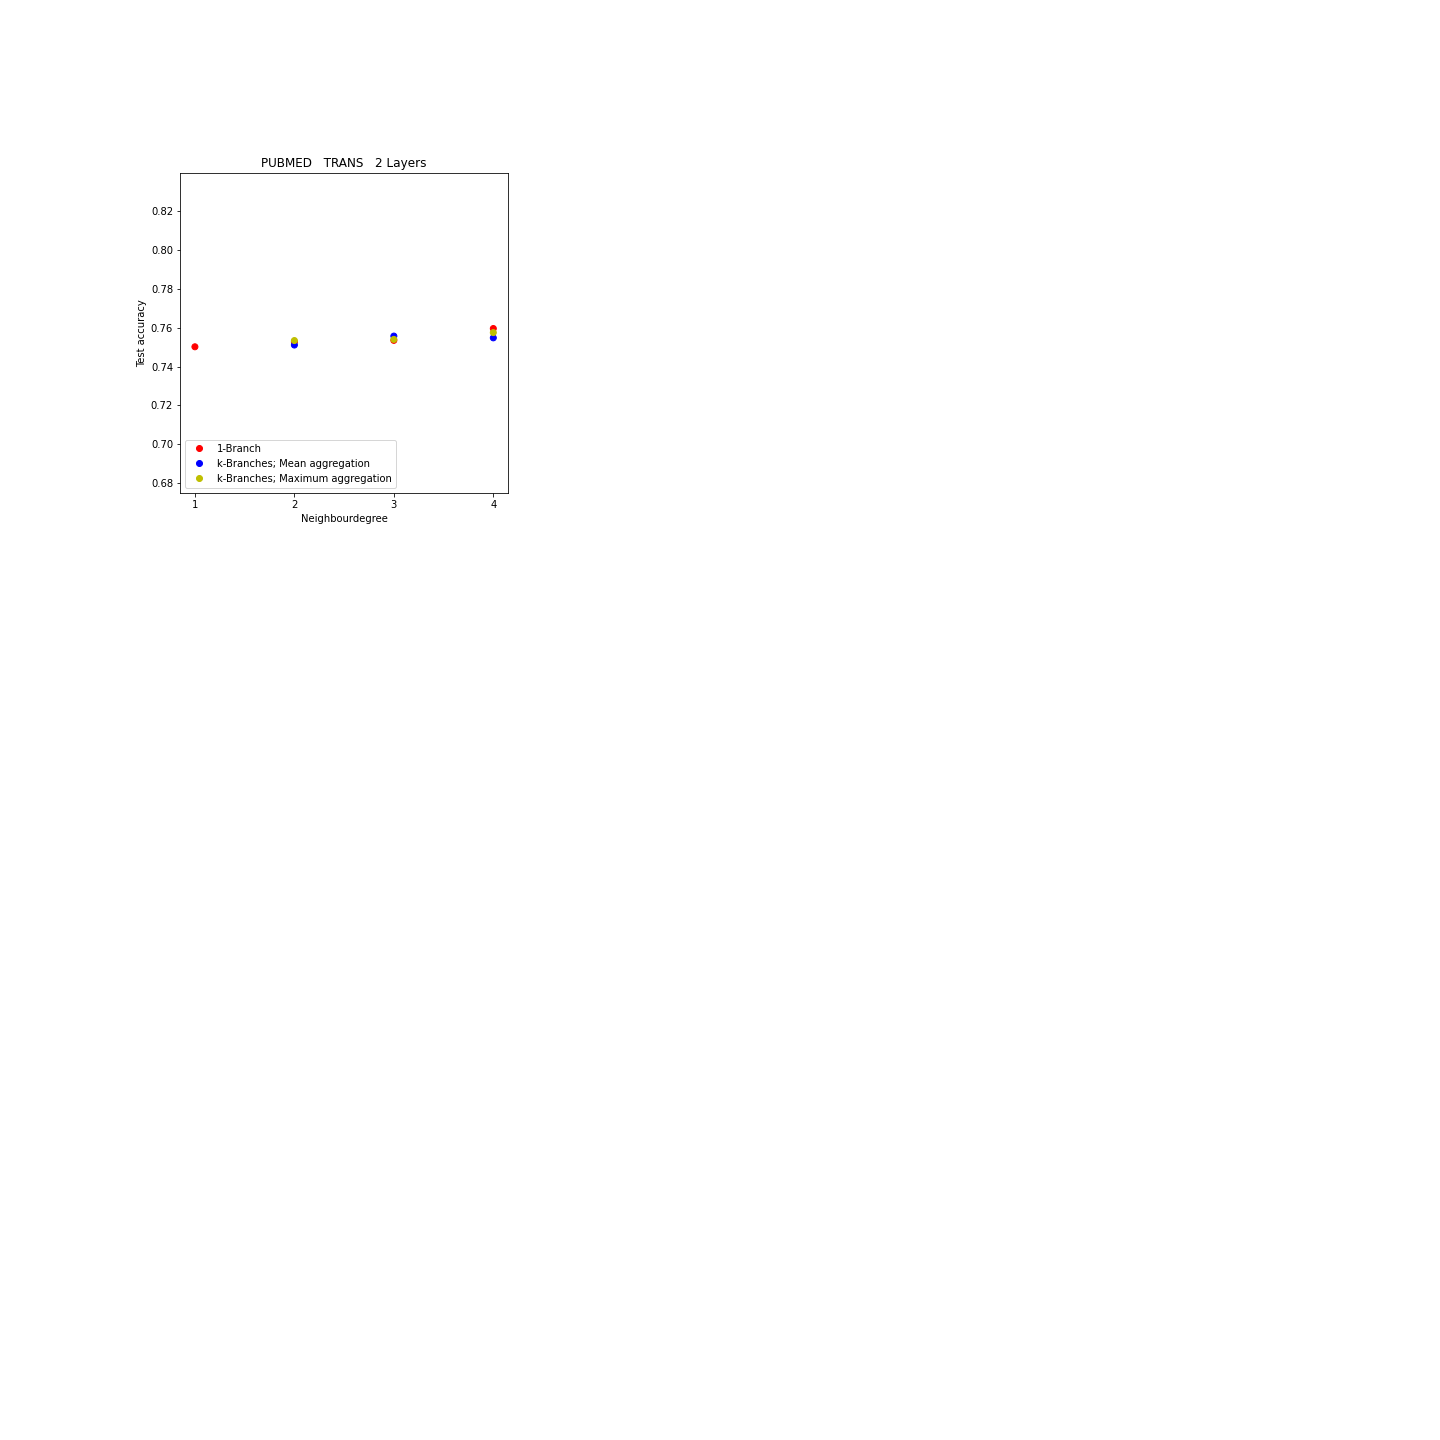 PUBMED   TRANS   2 Layers
0.82
0.80
0.78
0.76
0.74
0.72
0.70
0.68
Test accuracy
1-Branch
k-Branches; Mean aggregation
k-Branches; Maximum aggregation
1 2 3 4
Neighbourdegree